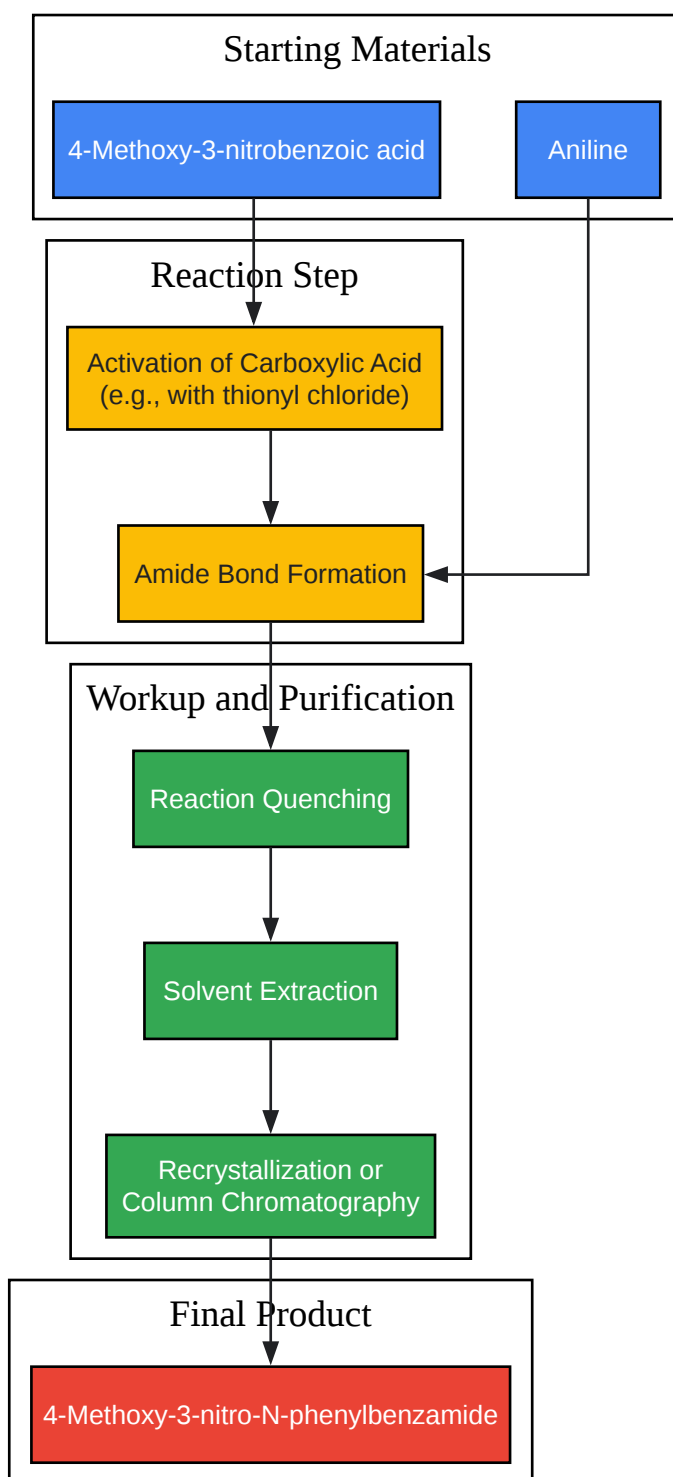 Starting Materials
4-Methoxy-3-nitrobenzoic acid
Aniline
Reaction Step
Activation of Carboxylic Acid
(e.g., with thionyl chloride)
Amide Bond Formation
Workup and Purification
Reaction Quenching
Solvent Extraction
Recrystallization or
Column Chromatography
Final Product
4-Methoxy-3-nitro-N-phenylbenzamide